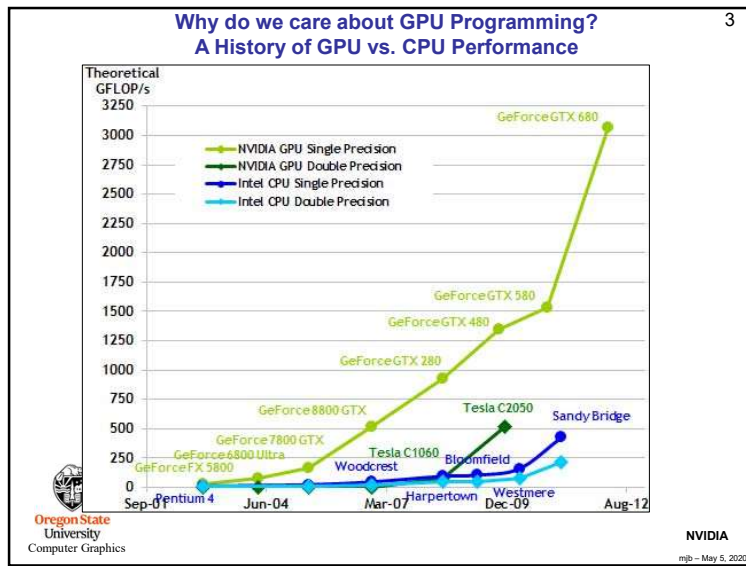 Why do we care about GPU Programming?
A History of GPU vs. CPU Performance
3
Theoretical
GFLOP/s
3250
3000
2750
2500
2250
2000
1750
1500
1250
1000
750
500
250
0
NVIDIA GPU Single Precision
NVIDIA GPU Double Precision
Intel CPU Single Precision
Intel CPU Double Precision
GeForce GTX 680
GeForce GTX 580
GeForce GTX 480
GeForce GTX 280
GeForce 8800 GTX
GeForce 7800 GTX
GeForce 6800 Ultra
GeForce FX 5800
Tesla C2050
Tesla C1060
Sandy Bridge
Woodcrest
Bloomfield
Pentium 4
Harpertown
Westmere
Sep-01
Jun-04
Mar-07
Dec-09
Aug-12
Oregon State
University
Computer Graphics
NVIDIA
mjb – May 5, 2020